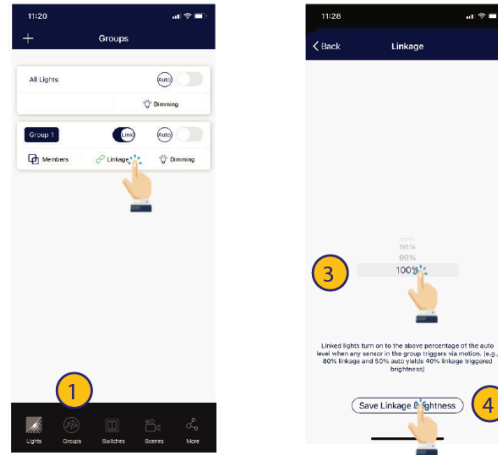 11:20
Groups
All Lights
Auto
Dimming
Group 1
Link
Auto
Members
Linkage
Dimming
1
Lights
Groups
Switches
Scenes
More
11:28
Back
Linkage
98%
99%
100%
3
Linked lights turn on to the above percentage of the auto
level when any sensor in the group triggers via motion. (e.g.,
80% linkage and 50% auto yields 40% linkage triggered
brightness)
Save Linkage Brightness
4